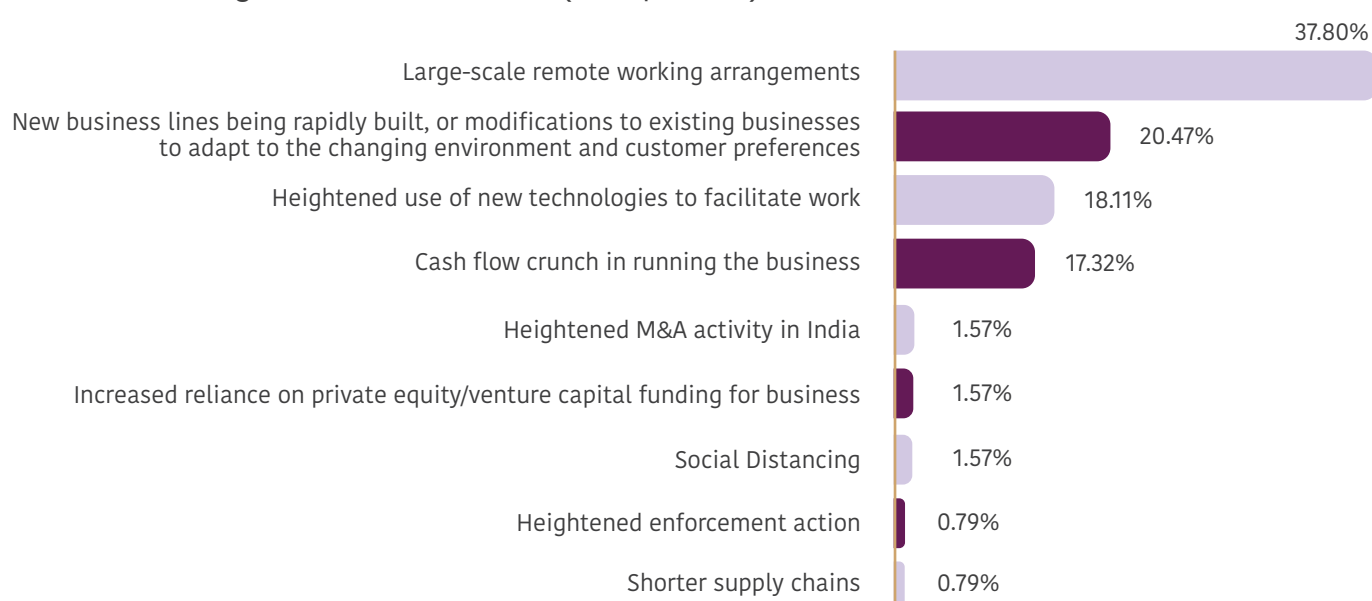 37.80%
Large-scale remote working arrangements
New business lines being rapidly built, or modifications to existing businesses
to adapt to the changing environment and customer preferences
20.47%
Heightened use of new technologies to facilitate work
18.11%
Cash flow crunch in running the business
17.32%
Heightened M&A activity in India
1.57%
Increased reliance on private equity/venture capital funding for business
1.57%
Social Distancing
1.57%
Heightened enforcement action
0.79%
Shorter supply chains
0.79%